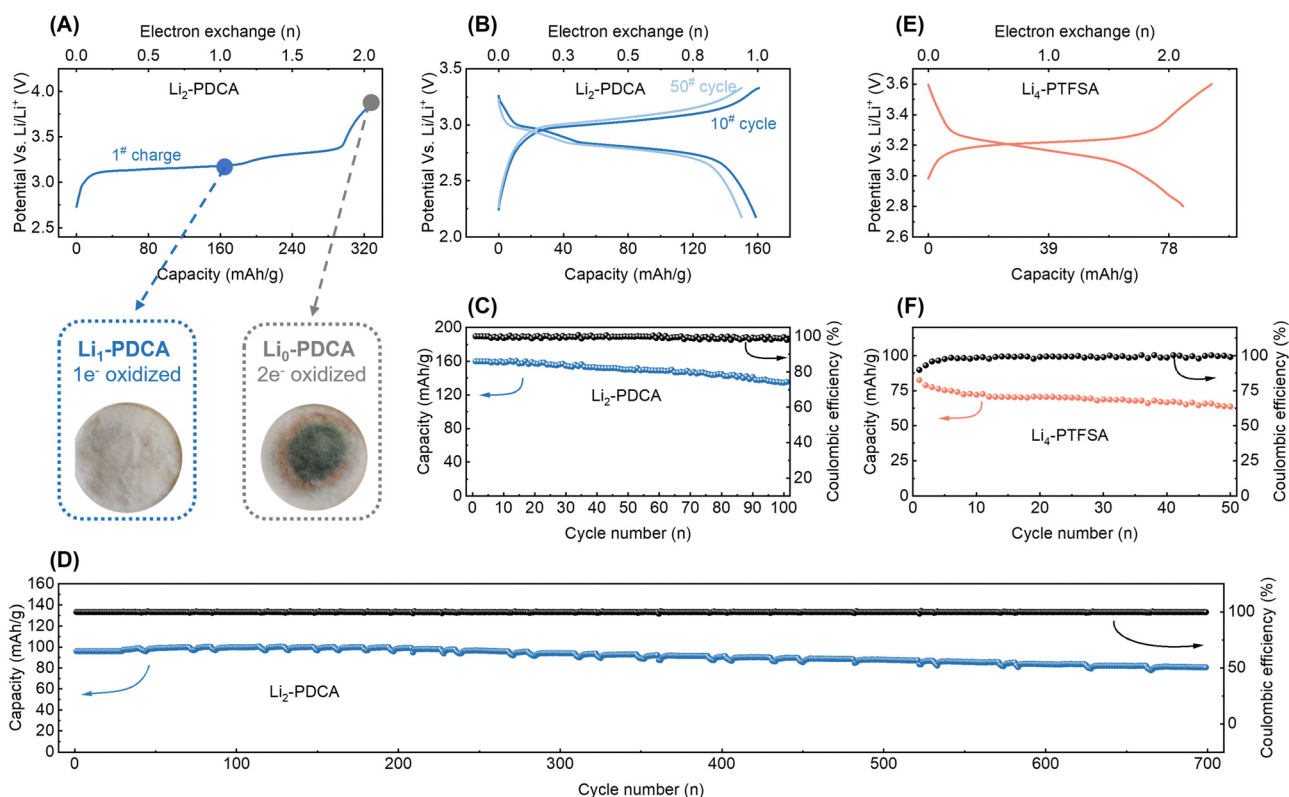 (A)
Electron exchange (n)
0.0 0.5 1.0 1.5 2.0
Li₂-PDCA
1# charge
Potential Vs. Li/Li⁺ (V)
4.0
3.5
3.0
2.5
0 80 160 240 320
Capacity (mAh/g)
Li₁-PDCA
1e⁻ oxidized
Li₀-PDCA
2e⁻ oxidized
(B)
Electron exchange (n)
0.0 0.3 0.5 0.8 1.0
Li₂-PDCA
50# cycle
10# cycle
Potential Vs. Li/Li⁺ (V)
3.5
3.0
2.5
2.0
0 40 80 120 160
Capacity (mAh/g)
(E)
Electron exchange (n)
0.0 1.0 2.0
Li₄-PTFSA
Potential Vs. Li/Li⁺ (V)
3.6
3.2
2.8
2.6
0 39 78
Capacity (mAh/g)
(C)
Capacity (mAh/g)
200
160
120
80
40
0
Li₂-PDCA
100
80
60
40
20
Coulombic efficiency (%)
0 10 20 30 40 50 60 70 80 90 100
Cycle number (n)
(F)
Capacity (mAh/g)
100
75
50
25
0
Li₄-PTFSA
100
75
50
25
0
Coulombic efficiency (%)
0 10 20 30 40 50
Cycle number (n)
(D)
Capacity (mAh/g)
160
140
120
100
80
60
40
20
0
Li₂-PDCA
100
50
0
Coulombic efficiency (%)
0 100 200 300 400 500 600 700
Cycle number (n)